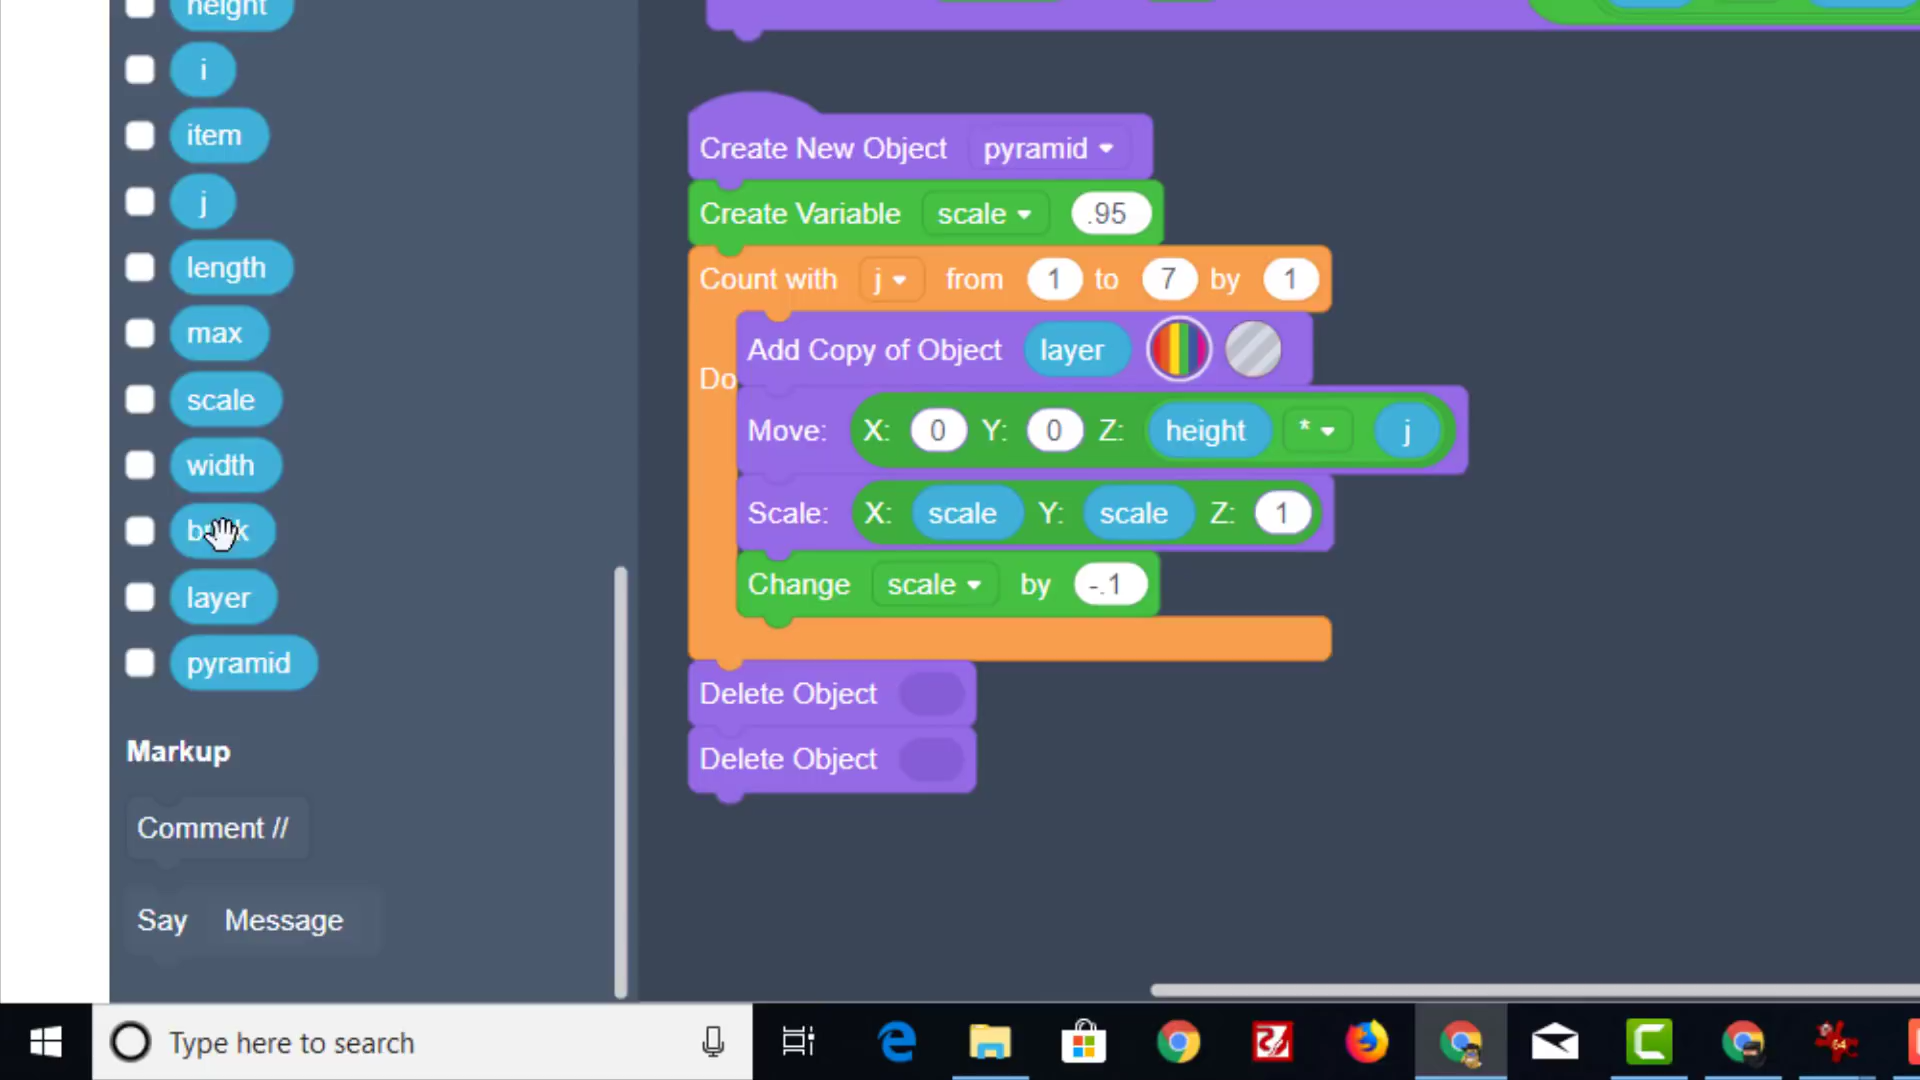 height
i
item
j
length
max
scale
width
layer
pyramid
Markup
Comment //
Say Message
Create New Object pyramid
Create Variable scale .95
Count with j from 1 to 7 by 1
Do
Add Copy of Object layer
Move: X: 0 Y: 0 Z: height * j
Scale: X: scale Y: scale Z: 1
Change scale by -.1
Delete Object
Delete Object
Type here to search